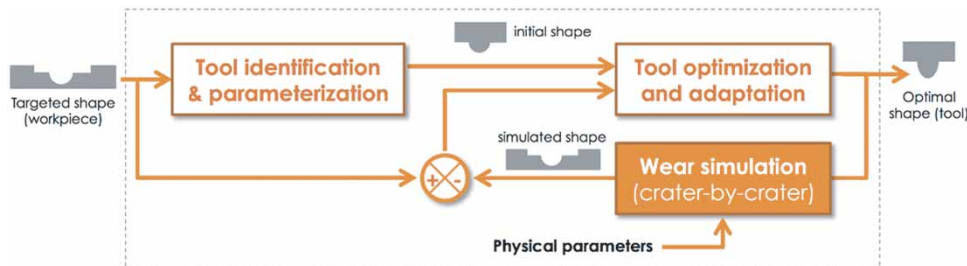 initial shape
Tool identification
& parameterization
Tool optimization
and adaptation
Targeted shape
(workpiece)
Optimal
shape (tool)
simulated shape
+ -
Wear simulation
(crater-by-crater)
Physical parameters